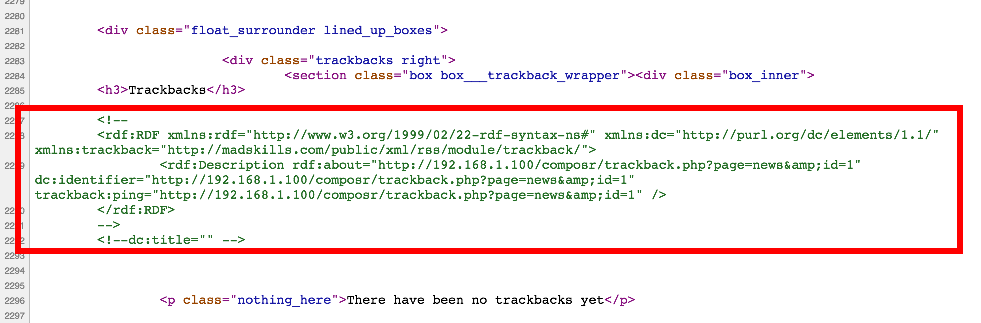 2279
2280
2281 <div class="float_surrounder lined_up_boxes">
2282
2283 <div class="trackbacks right">
2284 <section class="box box___trackback_wrapper"><div class="box_inner">
2285 <h3>Trackbacks</h3>
2286
2287 <!--
2288 <rdf:RDF xmlns:rdf="http://www.w3.org/1999/02/22-rdf-syntax-ns#" xmlns:dc="http://purl.org/dc/elements/1.1/"
xmlns:trackback="http://madskills.com/public/xml/rss/module/trackback/">
2289 <rdf:Description rdf:about="http://192.168.1.100/composr/trackback.php?page=news&amp;id=1"
dc:identifier="http://192.168.1.100/composr/trackback.php?page=news&amp;id=1"
trackback:ping="http://192.168.1.100/composr/trackback.php?page=news&amp;id=1" />
2290 </rdf:RDF>
2291 -->
2292 <!--dc:title="" -->
2293
2294
2295
2296 <p class="nothing_here">There have been no trackbacks yet</p>
2297